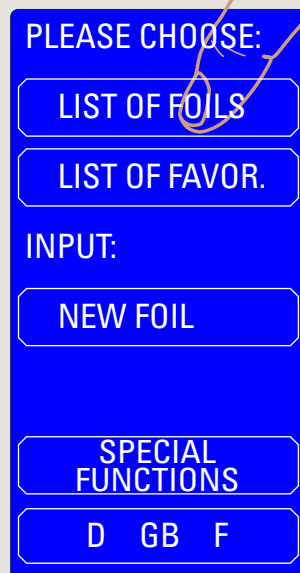 PLEASE CHOOSE:
LIST OF FOILS
LIST OF FAVOR.
INPUT:
NEW FOIL
SPECIAL
FUNCTIONS
D GB F